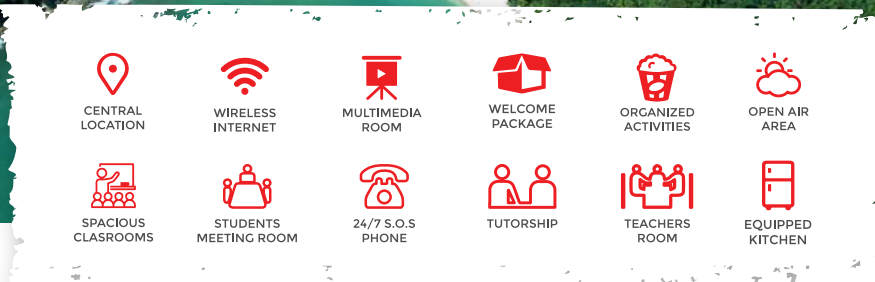 CENTRAL
LOCATION
WIRELESS
INTERNET
MULTIMEDIA
ROOM
WELCOME
PACKAGE
ORGANIZED
ACTIVITIES
OPEN AIR
AREA
SPACIOUS
CLASROOMS
STUDENTS
MEETING ROOM
24/7 S.O.S
PHONE
TUTORSHIP
TEACHERS
ROOM
EQUIPPED
KITCHEN